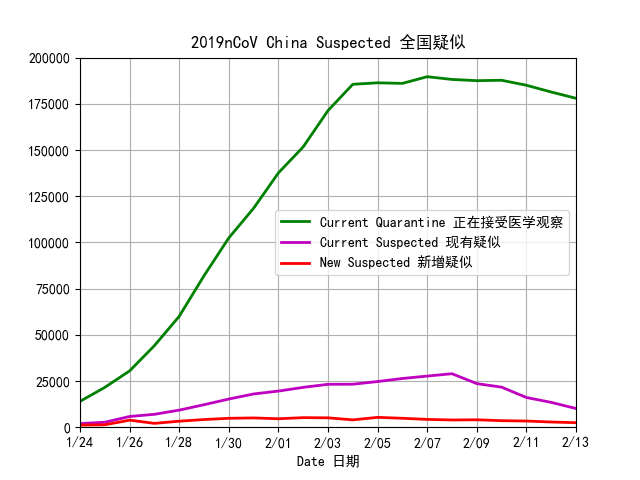 2019nCoV China Suspected 全国疑似
200000
175000
150000
125000
100000
75000
50000
25000
0
Current Quarantine 正在接受医学观察
Current Suspected 现有疑似
New Suspected 新增疑似
1/24 1/26 1/28 1/30 2/01 2/03 2/05 2/07 2/09 2/11 2/13
Date 日期